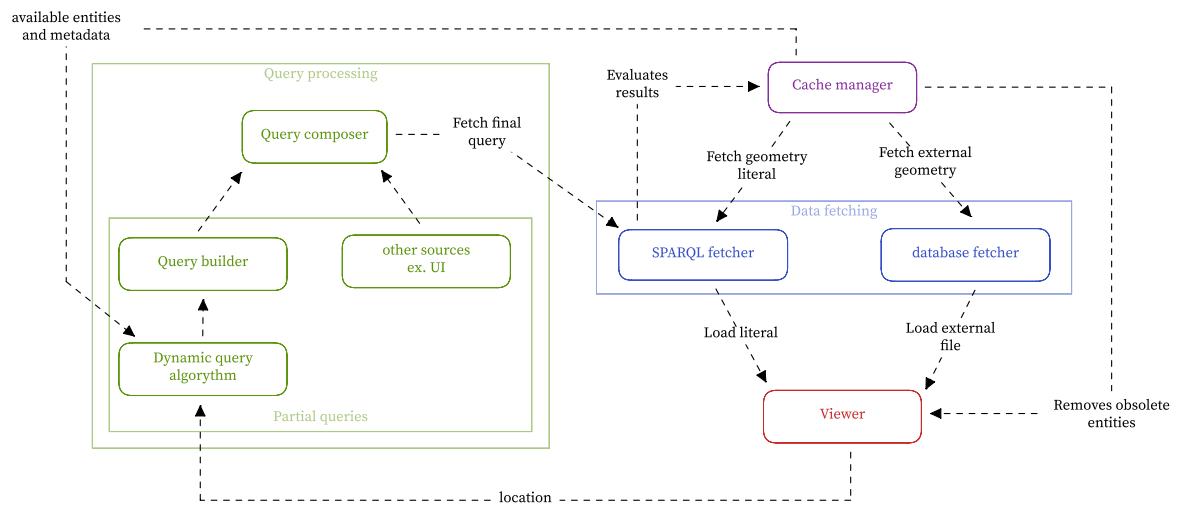 available entities
and metadata
Query processing
Query composer
Fetch final
query
Query builder
other sources
ex. UI
Dynamic query
algorythm
Partial queries
Evaluates
results
Cache manager
Fetch geometry
literal
Fetch external
geometry
Data fetching
SPARQL fetcher
database fetcher
Load literal
Load external
file
Viewer
Removes obsolete
entities
location